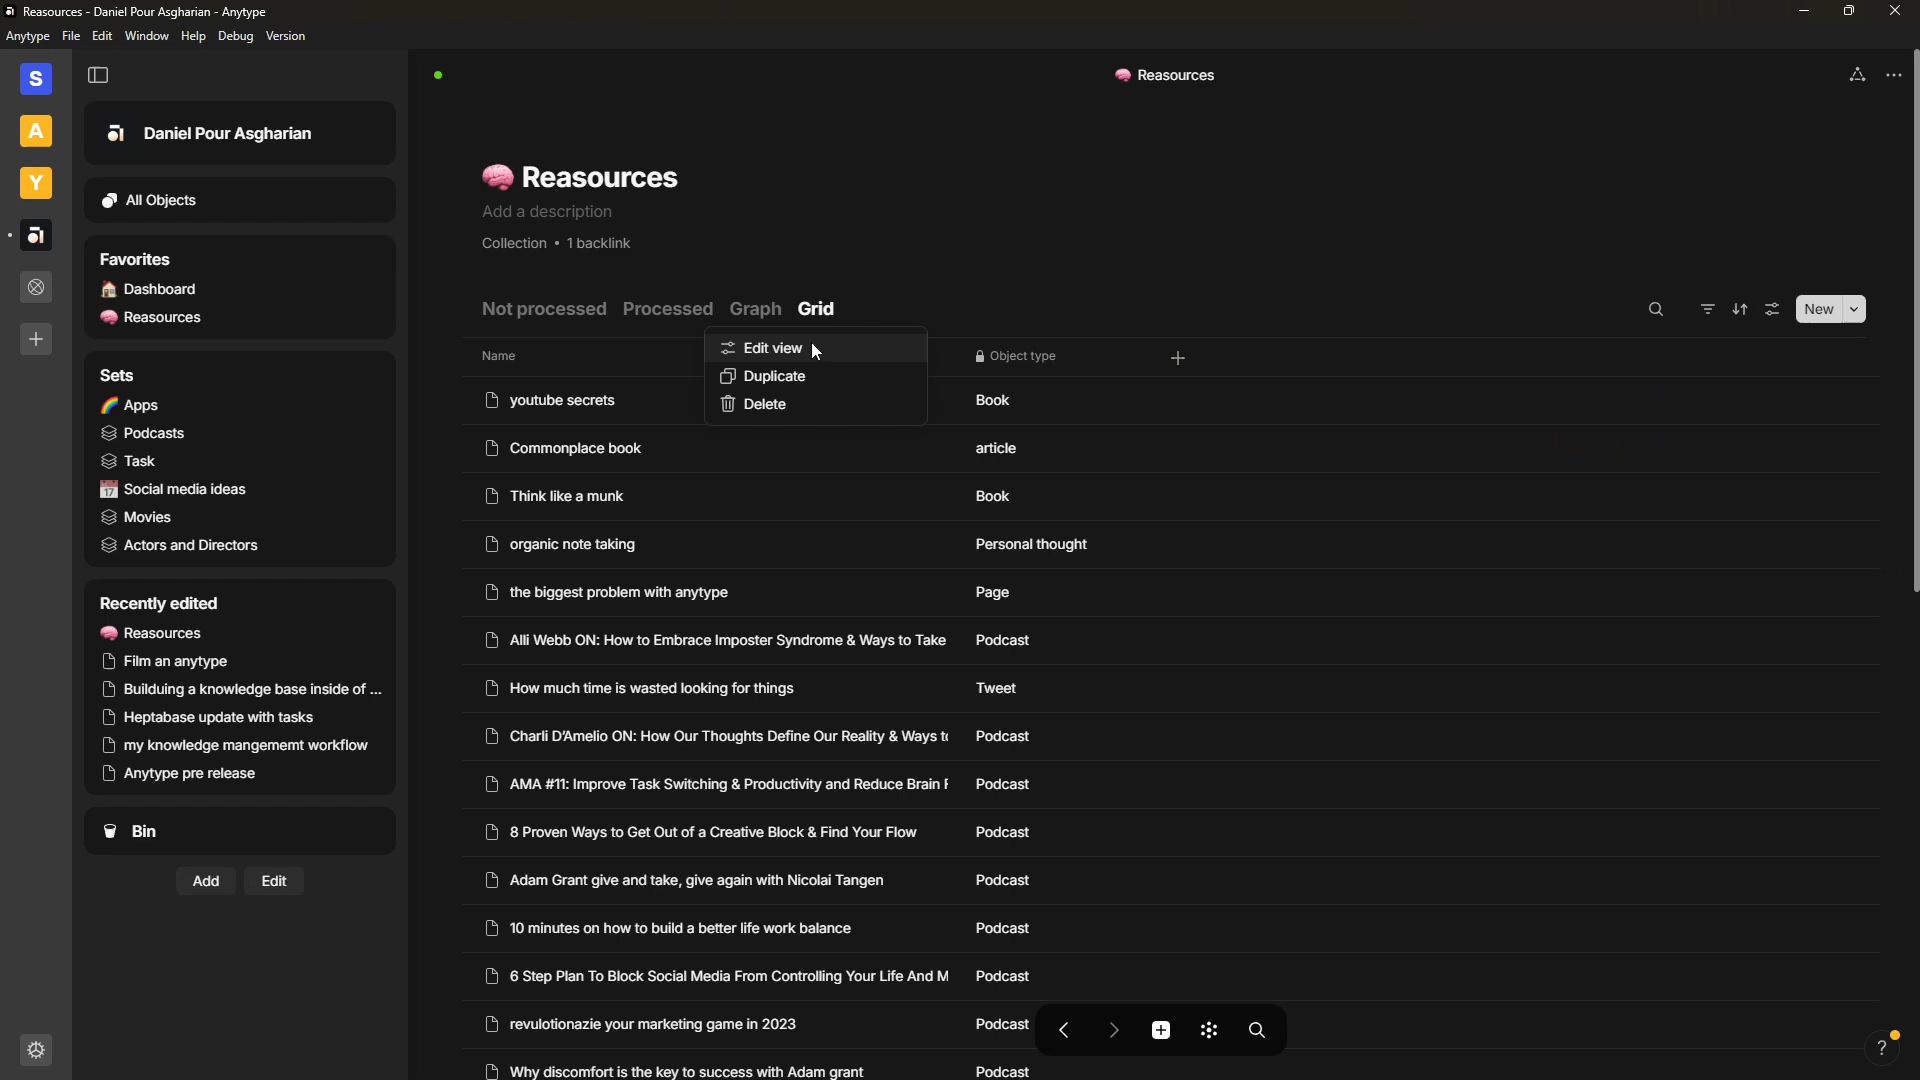 Reasources - Daniel Pour Asgharian - Anytype
Anytype File Edit Window Help Debug Version
S
A
Y
Daniel Pour Asgharian
All Objects
Favorites
Dashboard
Reasources
Sets
Apps
Podcasts
Task
17 Social media ideas
Movies
Actors and Directors
Recently edited
Reasources
Film an anytype
Builduing a knowledge base inside of ...
Heptabase update with tasks
my knowledge mangememt workflow
Anytype pre release
Bin
Add Edit
Reasources
Reasources
Add a description
Collection • 1 backlink
Not processed Processed Graph Grid
New
Edit view
Duplicate
Delete
Name Object type
youtube secrets Book
Commonplace book article
Think like a munk Book
organic note taking Personal thought
the biggest problem with anytype Page
Alli Webb ON: How to Embrace Imposter Syndrome & Ways to Take Podcast
How much time is wasted looking for things Tweet
Charli D'Amelio ON: How Our Thoughts Define Our Reality & Ways to Podcast
AMA #11: Improve Task Switching & Productivity and Reduce Brain F Podcast
8 Proven Ways to Get Out of a Creative Block & Find Your Flow Podcast
Adam Grant give and take, give again with Nicolai Tangen Podcast
10 minutes on how to build a better life work balance Podcast
6 Step Plan To Block Social Media From Controlling Your Life And M Podcast
revulotionazie your marketing game in 2023 Podcast
Why discomfort is the key to success with Adam grant Podcast
?